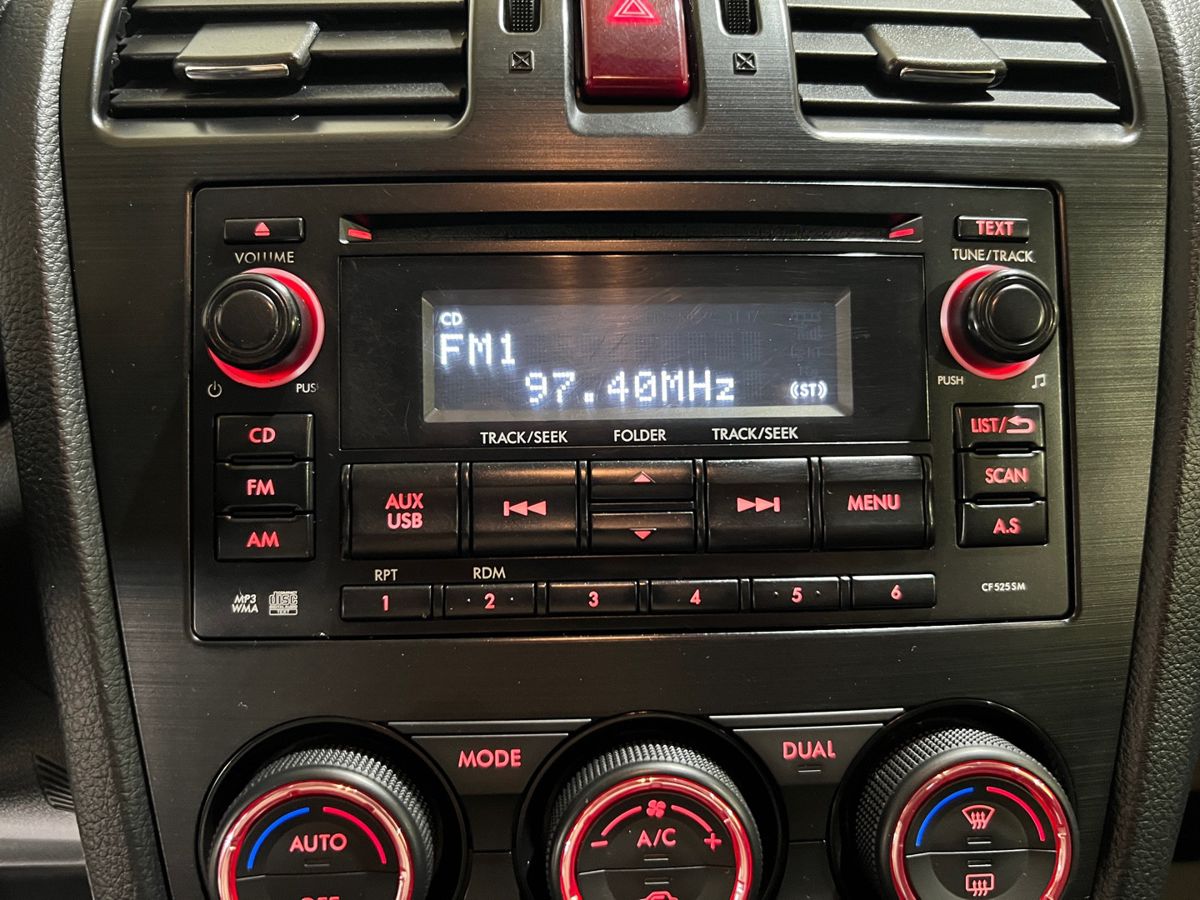 TEXT
VOLUME
TUNE/TRACK
CD
FM1
97.40MHz
(ST)
PUSH
TRACK/SEEK
FOLDER
TRACK/SEEK
CD
FM
AM
AUX
USB
MENU
LIST/
SCAN
A.S
RPT
RDM
1
2
3
4
5
6
MP3
WMA
DISC
CF525SM
MODE
DUAL
AUTO
A/C